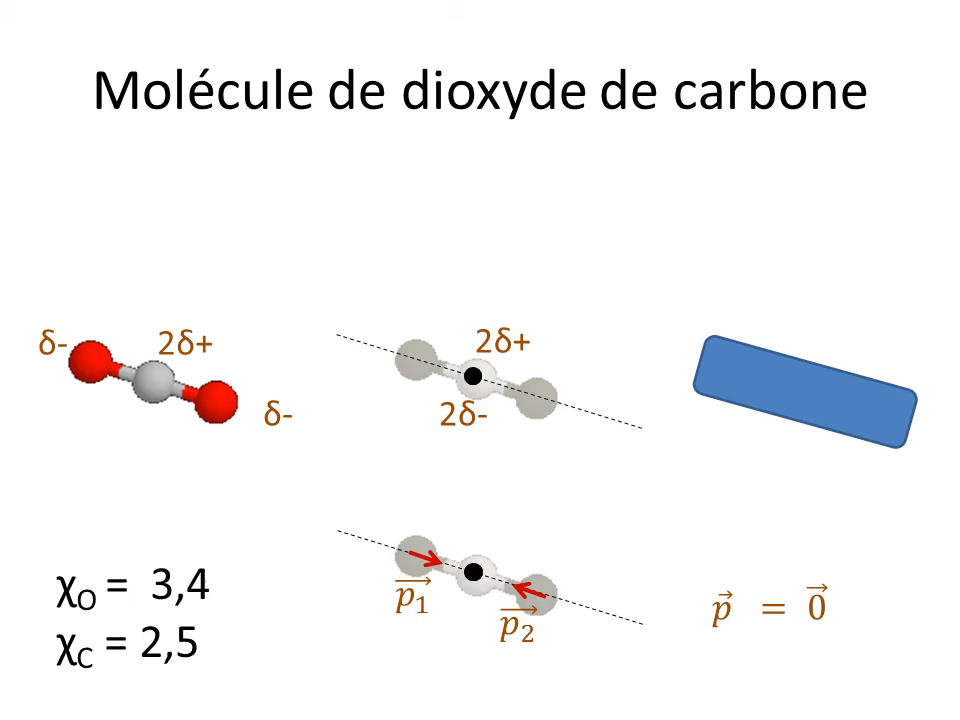 Molécule de dioxyde de carbone
δ- 2δ+
δ-
2δ+
2δ-
χO = 3,4
χC = 2,5
p1
p2
p⃗ = 0⃗